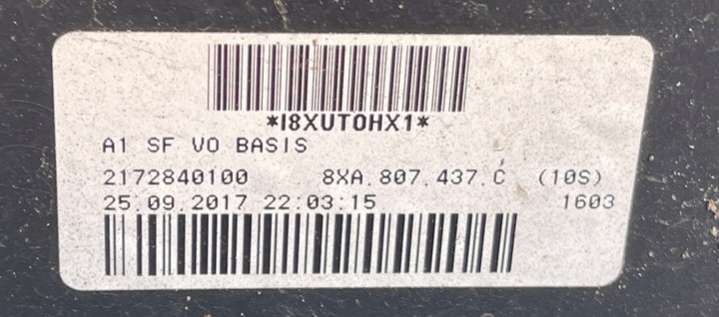 *I8XUTOHX1*
A1 SF VO BASIS
2172840100 8XA.807.437.C (10S)
25.09.2017 22:03:15 1603